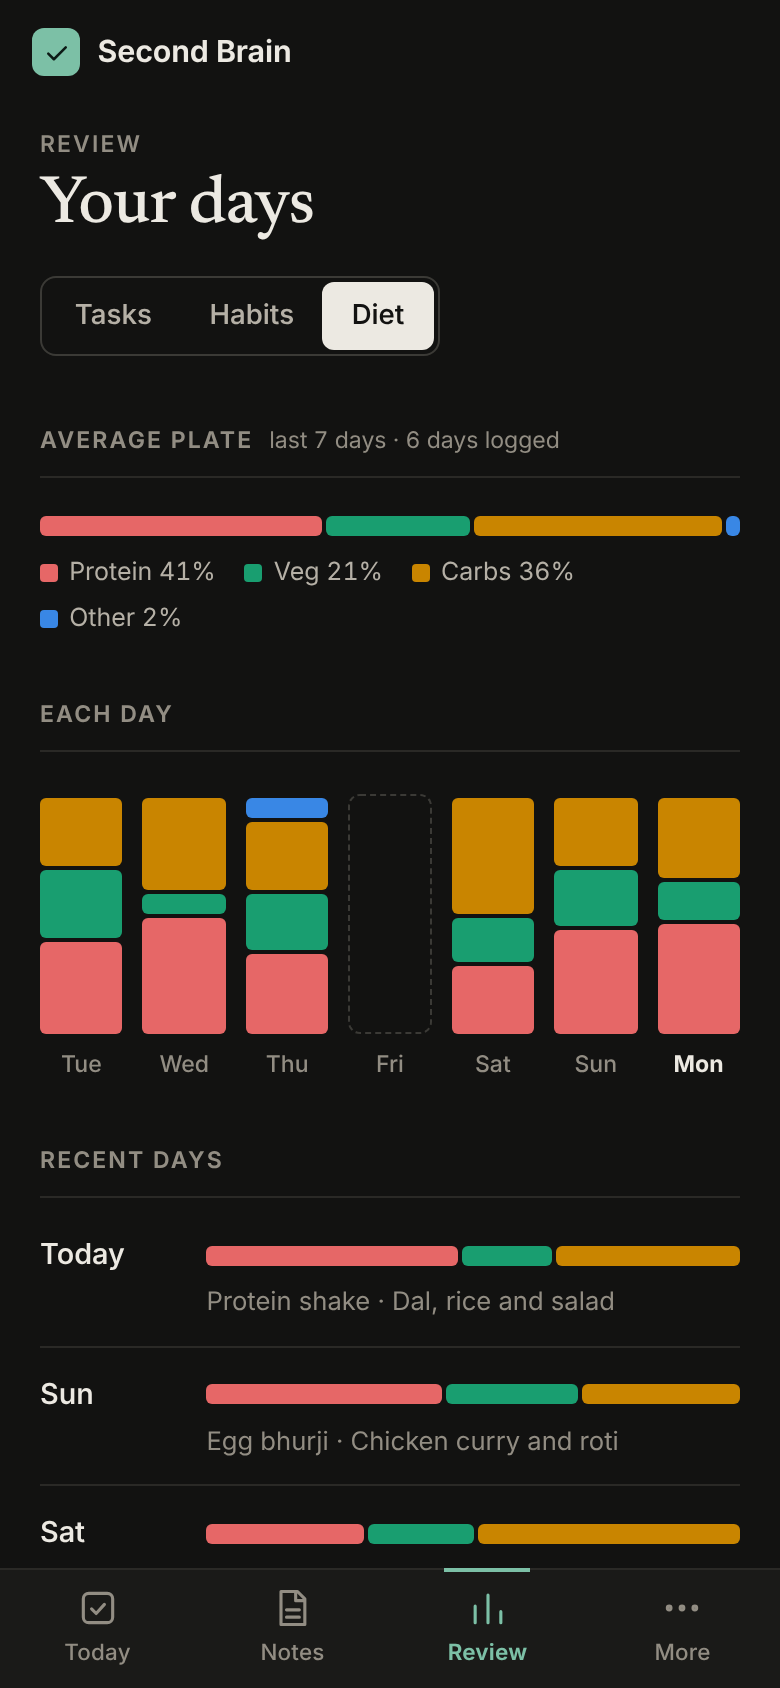 Second Brain
REVIEW
Your days
Tasks Habits Diet
AVERAGE PLATE last 7 days · 6 days logged
Protein 41% Veg 21% Carbs 36%
Other 2%
EACH DAY
Tue Wed Thu Fri Sat Sun Mon
RECENT DAYS
Today
Protein shake · Dal, rice and salad
Sun
Egg bhurji · Chicken curry and roti
Sat
Today Notes Review More